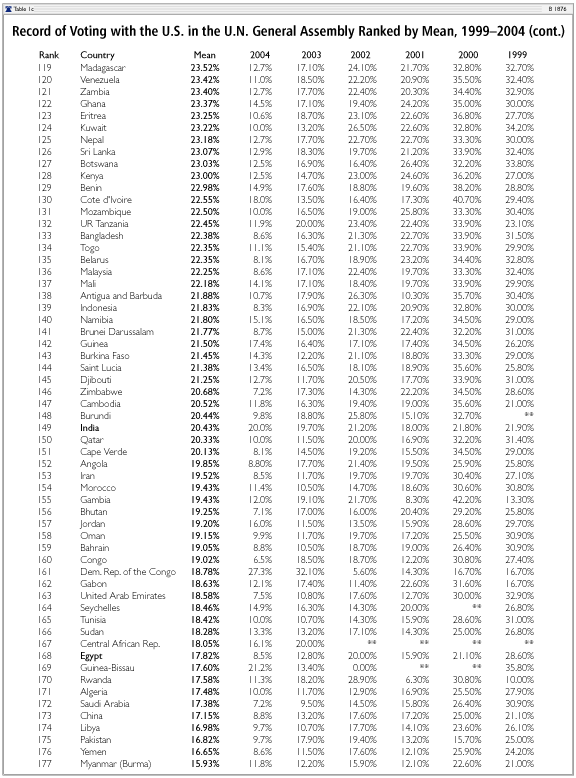 Table 1c B 1876
Record of Voting with the U.S. in the U.N. General Assembly Ranked by Mean, 1999–2004 (cont.)
Rank Country Mean 2004 2003 2002 2001 2000 1999
119 Madagascar 23.52% 12.7% 17.10% 24.10% 21.70% 32.80% 32.70%
120 Venezuela 23.42% 11.0% 18.50% 22.20% 20.90% 35.50% 32.40%
121 Zambia 23.40% 12.7% 17.70% 22.40% 20.30% 34.40% 32.90%
122 Ghana 23.37% 14.5% 17.10% 19.40% 24.20% 35.00% 30.00%
123 Eritrea 23.25% 10.6% 18.70% 23.10% 22.60% 36.80% 27.70%
124 Kuwait 23.22% 10.0% 13.20% 26.50% 22.60% 32.80% 34.20%
125 Nepal 23.18% 12.7% 17.70% 22.70% 22.70% 33.30% 30.00%
126 Sri Lanka 23.07% 12.9% 18.30% 19.70% 21.20% 33.90% 32.40%
127 Botswana 23.03% 12.5% 16.90% 16.40% 26.40% 32.20% 33.80%
128 Kenya 23.00% 12.5% 14.70% 23.00% 24.60% 36.20% 27.00%
129 Benin 22.98% 14.9% 17.60% 18.80% 19.60% 38.20% 28.80%
130 Cote d'Ivoire 22.55% 18.0% 13.50% 16.40% 17.30% 40.70% 29.40%
131 Mozambique 22.50% 10.0% 16.50% 19.00% 25.80% 33.30% 30.40%
132 UR Tanzania 22.45% 11.9% 20.00% 23.40% 22.40% 33.90% 23.10%
133 Bangladesh 22.38% 8.6% 16.30% 21.30% 22.70% 33.90% 31.50%
134 Togo 22.35% 11.1% 15.40% 21.10% 22.70% 33.90% 29.90%
135 Belarus 22.35% 8.1% 16.70% 18.90% 23.20% 34.40% 32.80%
136 Malaysia 22.25% 8.6% 17.10% 22.40% 19.70% 33.30% 32.40%
137 Mali 22.18% 14.1% 17.10% 18.40% 19.70% 33.90% 29.90%
138 Antigua and Barbuda 21.88% 10.7% 17.90% 26.30% 10.30% 35.70% 30.40%
139 Indonesia 21.83% 8.3% 16.90% 22.10% 20.90% 32.80% 30.00%
140 Namibia 21.80% 15.1% 16.50% 18.50% 17.20% 34.50% 29.00%
141 Brunei Darussalam 21.77% 8.7% 15.00% 21.30% 22.40% 32.20% 31.00%
142 Guinea 21.50% 17.4% 16.40% 17.10% 17.40% 34.50% 26.20%
143 Burkina Faso 21.45% 14.3% 12.20% 21.10% 18.80% 33.30% 29.00%
144 Saint Lucia 21.38% 13.4% 16.50% 18.10% 18.90% 35.60% 25.80%
145 Djibouti 21.25% 12.7% 11.70% 20.50% 17.70% 33.90% 31.00%
146 Zimbabwe 20.68% 7.2% 17.30% 14.30% 22.20% 34.50% 28.60%
147 Cambodia 20.52% 11.8% 16.30% 19.40% 19.00% 35.60% 21.00%
148 Burundi 20.44% 9.8% 18.80% 25.80% 15.10% 32.70% **
149 India 20.43% 20.0% 19.70% 21.20% 18.00% 21.80% 21.90%
150 Qatar 20.33% 10.0% 11.50% 20.00% 16.90% 32.20% 31.40%
151 Cape Verde 20.13% 8.1% 14.50% 19.20% 15.50% 34.50% 29.00%
152 Angola 19.85% 8.80% 17.70% 21.40% 19.50% 25.90% 25.80%
153 Iran 19.52% 8.5% 11.70% 19.70% 19.70% 30.40% 27.10%
154 Morocco 19.43% 11.4% 10.50% 14.70% 18.60% 30.60% 30.80%
155 Gambia 19.43% 12.0% 19.10% 21.70% 8.30% 42.20% 13.30%
156 Bhutan 19.25% 7.1% 17.00% 16.00% 20.40% 29.20% 25.80%
157 Jordan 19.20% 16.0% 11.50% 13.50% 15.90% 28.60% 29.70%
158 Oman 19.15% 9.9% 11.70% 19.70% 17.20% 25.50% 30.90%
159 Bahrain 19.05% 8.8% 10.50% 18.70% 19.00% 26.40% 30.90%
160 Congo 19.02% 6.5% 18.50% 18.70% 12.20% 30.80% 27.40%
161 Dem. Rep. of the Congo 18.78% 27.3% 32.10% 5.60% 14.30% 16.70% 16.70%
162 Gabon 18.63% 12.1% 17.40% 11.40% 22.60% 31.60% 16.70%
163 United Arab Emirates 18.58% 7.5% 10.80% 17.60% 12.70% 30.00% 32.90%
164 Seychelles 18.46% 14.9% 16.30% 14.30% 20.00% ** 26.80%
165 Tunisia 18.42% 10.0% 10.70% 14.30% 15.90% 28.60% 31.00%
166 Sudan 18.28% 13.3% 13.20% 17.10% 14.30% 25.00% 26.80%
167 Central African Rep. 18.05% 16.1% 20.00% ** ** ** **
168 Egypt 17.82% 8.5% 12.80% 20.00% 15.90% 21.10% 28.60%
169 Guinea-Bissau 17.60% 21.2% 13.40% 0.00% ** ** 35.80%
170 Rwanda 17.58% 11.3% 18.20% 28.90% 6.30% 30.80% 10.00%
171 Algeria 17.48% 10.0% 11.70% 12.90% 16.90% 25.50% 27.90%
172 Saudi Arabia 17.38% 7.2% 9.50% 14.50% 15.80% 26.40% 30.90%
173 China 17.15% 8.8% 13.20% 17.60% 17.20% 25.00% 21.10%
174 Libya 16.98% 9.7% 10.70% 17.70% 14.10% 23.60% 26.10%
175 Pakistan 16.82% 9.7% 17.90% 19.40% 13.20% 15.70% 25.00%
176 Yemen 16.65% 8.6% 11.50% 17.60% 12.10% 25.90% 24.20%
177 Myanmar (Burma) 15.93% 11.8% 12.20% 15.90% 12.10% 22.60% 21.00%